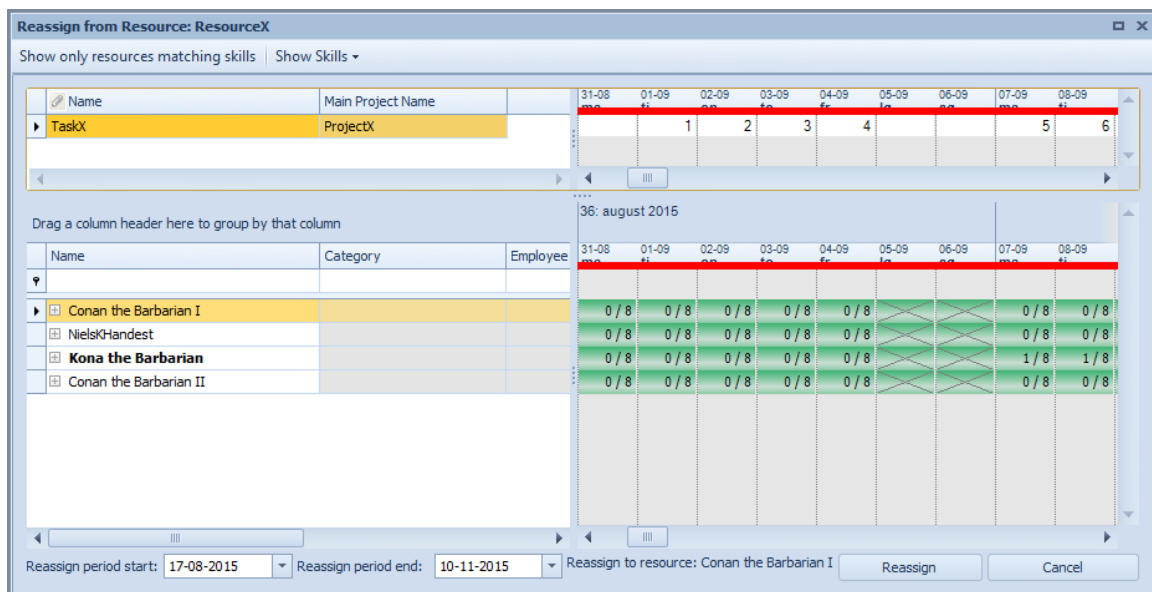 Reassign from Resource: ResourceX
Show only resources matching skills Show Skills
Name Main Project Name 31-08 01-09 02-09 03-09 04-09 05-09 06-09 07-09 08-09
TaskX ProjectX 1 2 3 4 5 6
Drag a column header here to group by that column
36: august 2015
Name Category Employee 31-08 01-09 02-09 03-09 04-09 05-09 06-09 07-09 08-09
Conan the Barbarian I 0 / 8 0 / 8 0 / 8 0 / 8 0 / 8 0 / 8 0 / 8
NielsKHandest 0 / 8 0 / 8 0 / 8 0 / 8 0 / 8 0 / 8 0 / 8
Kona the Barbarian 0 / 8 0 / 8 0 / 8 0 / 8 0 / 8 1 / 8 1 / 8
Conan the Barbarian II 0 / 8 0 / 8 0 / 8 0 / 8 0 / 8 0 / 8 0 / 8
Reassign period start: 17-08-2015 Reassign period end: 10-11-2015 Reassign to resource: Conan the Barbarian I Reassign Cancel